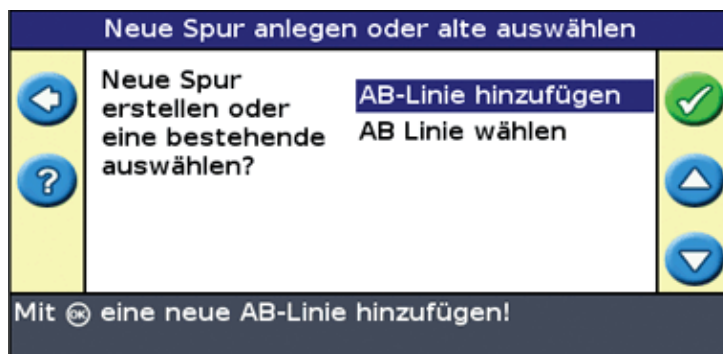 Neue Spur anlegen oder alte auswählen
Neue Spur
erstellen oder
eine bestehende
auswählen?
AB-Linie hinzufügen
AB Linie wählen
?
Mit OK eine neue AB-Linie hinzufügen!